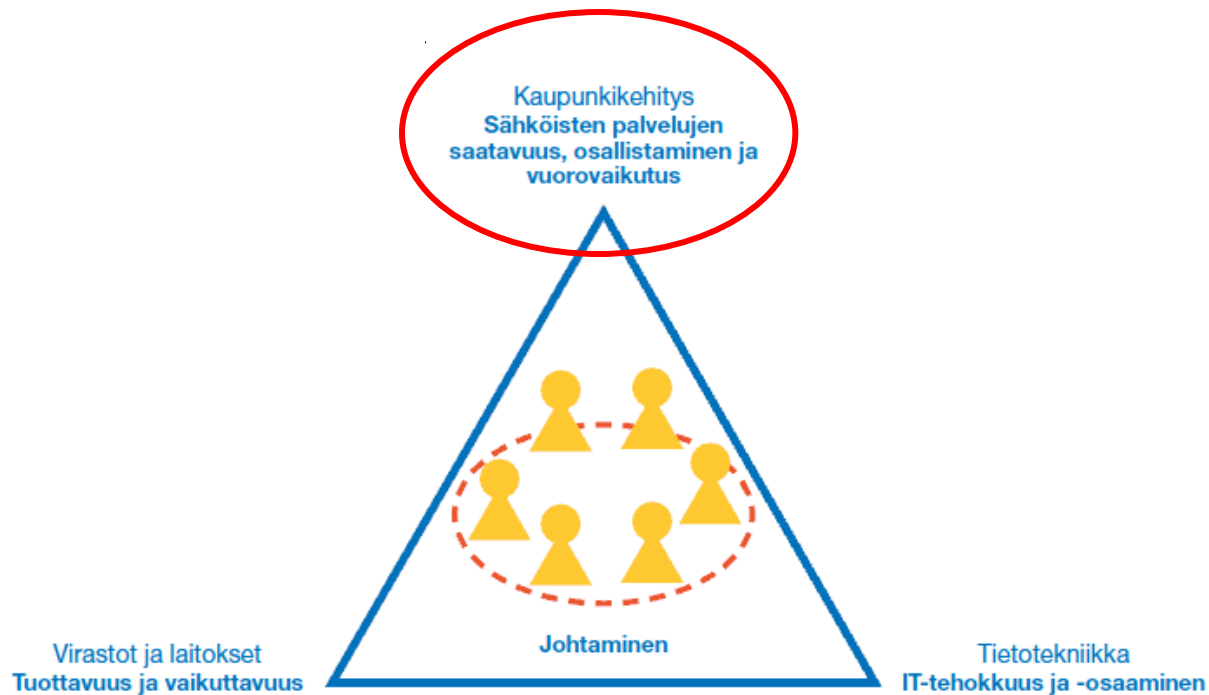 Kaupunkikehitys
Sähköisten palvelujen
saatavuus, osallistaminen ja
vuorovaikutus
Johtaminen
Virastot ja laitokset
Tuottavuus ja vaikuttavuus
Tietotekniikka
IT-tehokkuus ja -osaaminen